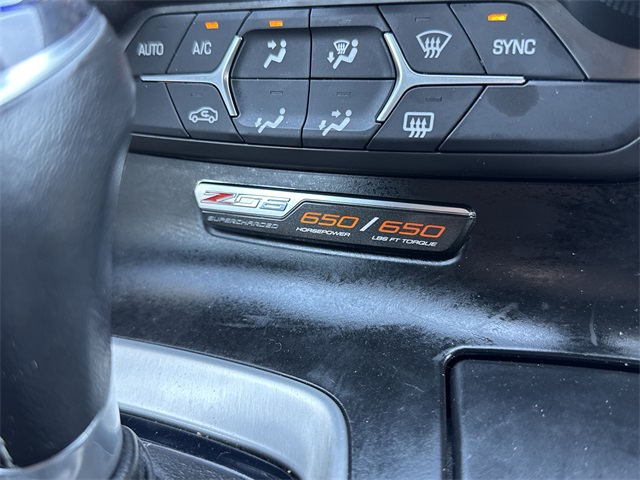 AUTO A/C SYNC
Z06
SUPERCHARGED
650/650
HORSEPOWER LBS FT TORQUE